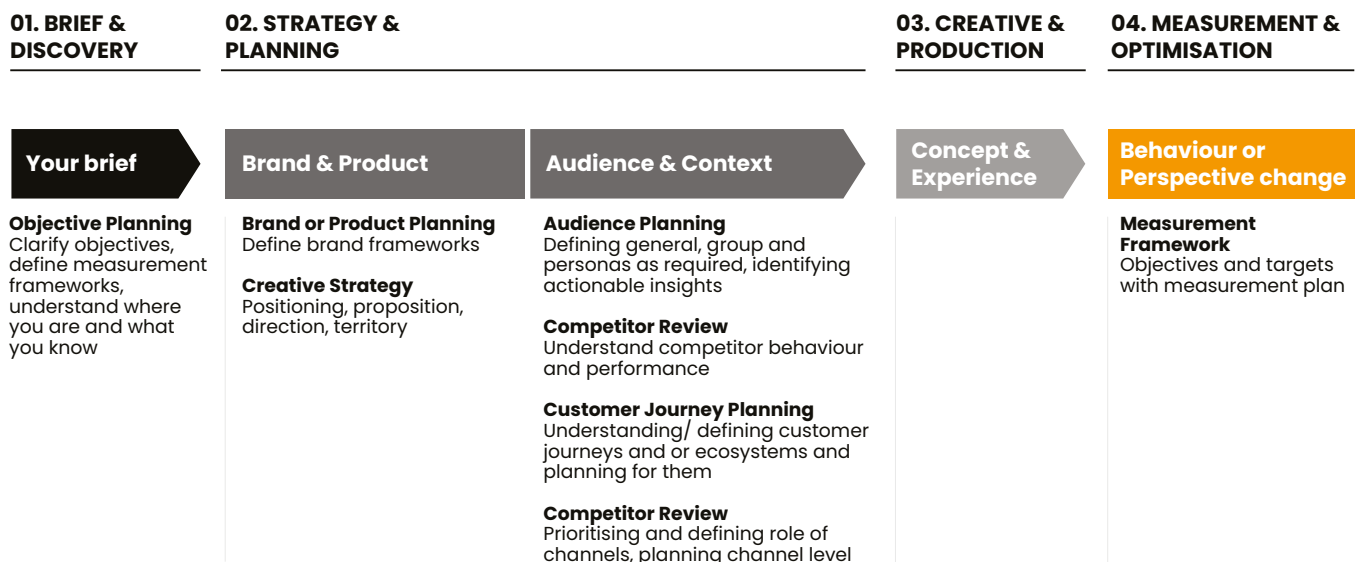 01. BRIEF &
DISCOVERY
02. STRATEGY &
PLANNING
03. CREATIVE &
PRODUCTION
04. MEASUREMENT &
OPTIMISATION
Your brief
Brand & Product
Audience & Context
Concept &
Experience
Behaviour or
Perspective change
Objective Planning
Clarify objectives,
define measurement
frameworks,
understand where
you are and what
you know
Brand or Product Planning
Define brand frameworks
Creative Strategy
Positioning, proposition,
direction, territory
Audience Planning
Defining general, group and
personas as required, identifying
actionable insights
Competitor Review
Understand competitor behaviour
and performance
Customer Journey Planning
Understanding/ defining customer
journeys and or ecosystems and
planning for them
Competitor Review
Prioritising and defining role of
channels, planning channel level
Measurement
Framework
Objectives and targets
with measurement plan